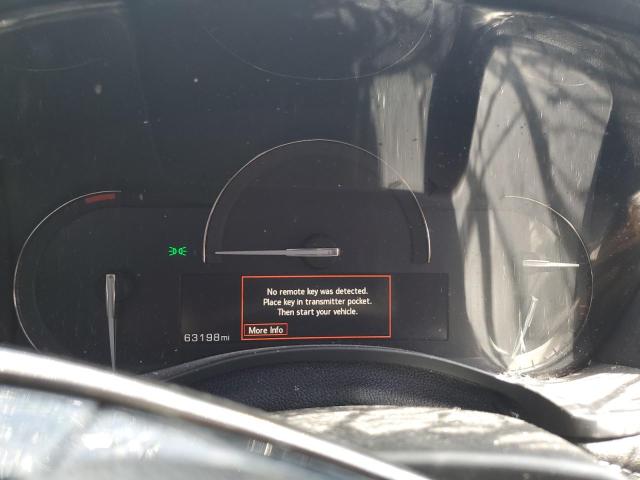 No remote key was detected.
Place key in transmitter pocket.
Then start your vehicle.
More Info
63198mi